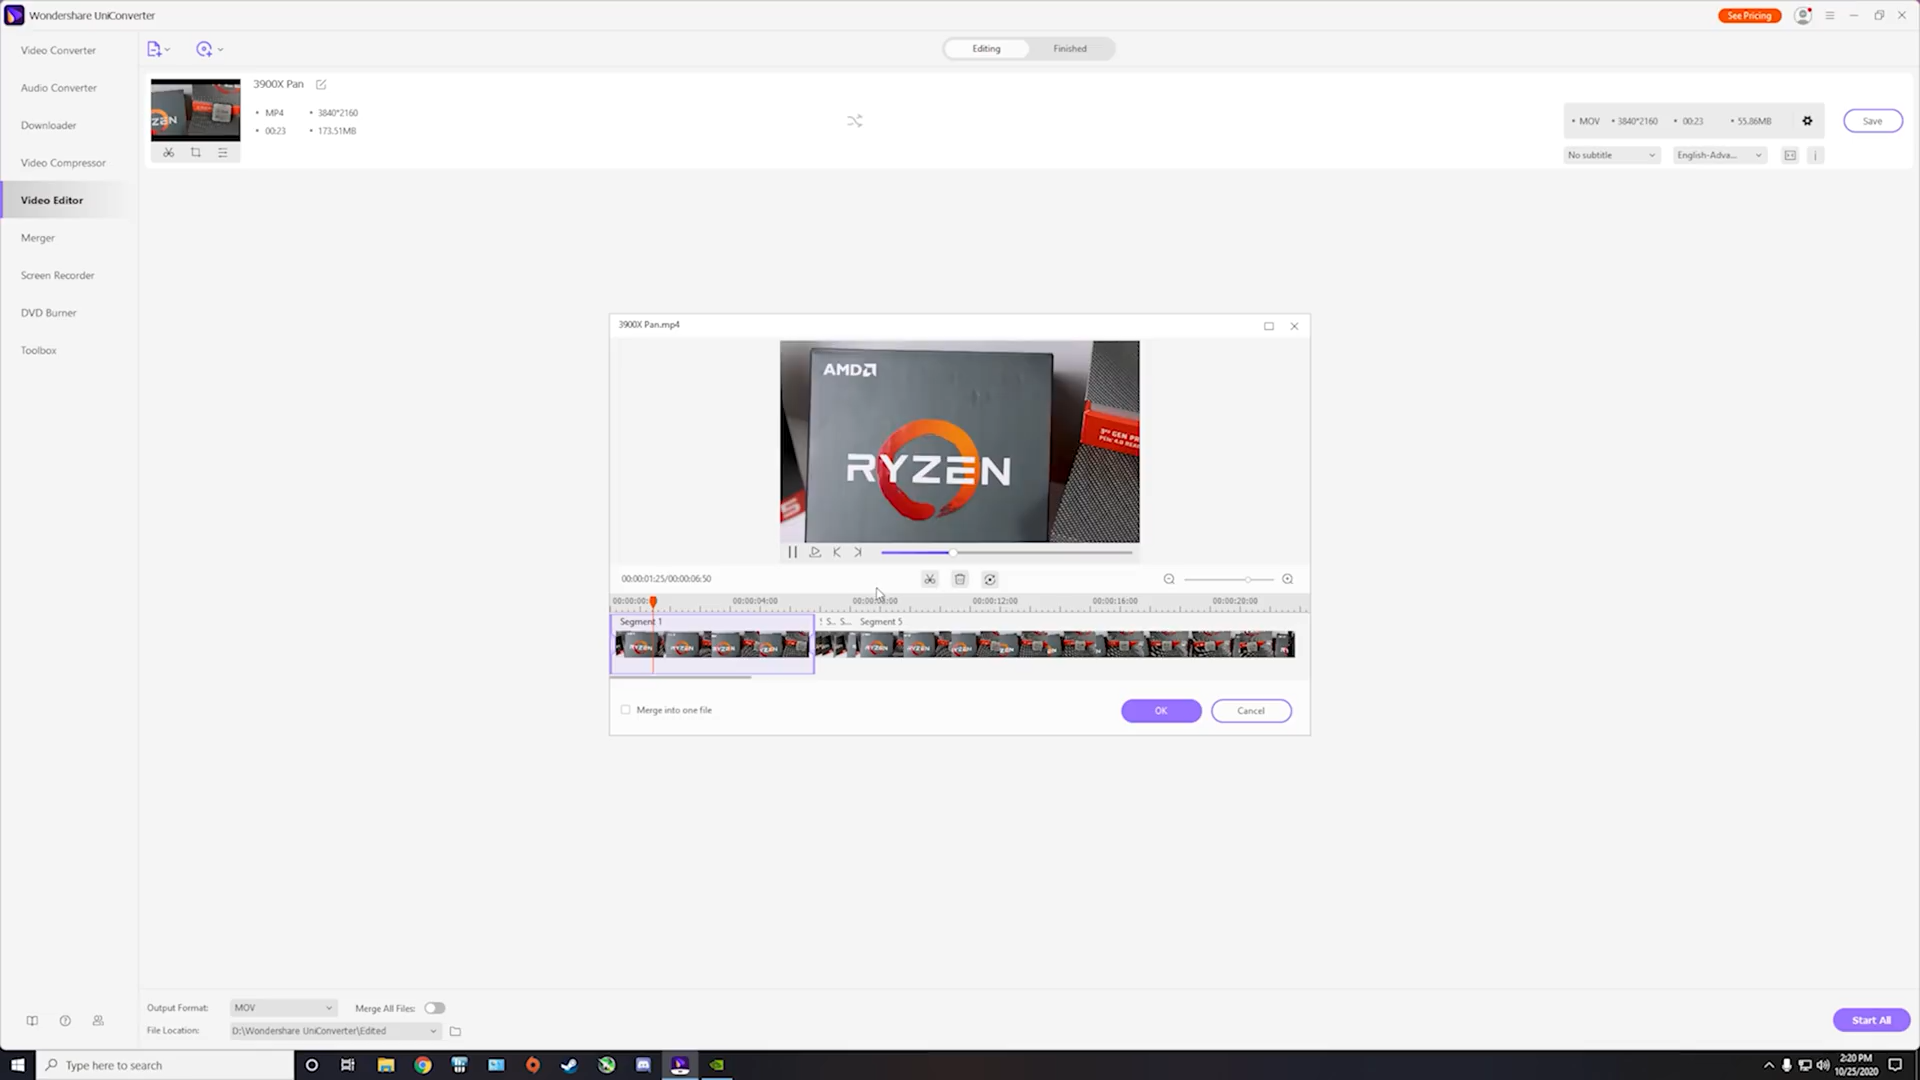 Wondershare UniConverter
See Pricing
Video Converter
Audio Converter
Downloader
Video Compressor
Video Editor
Merger
Screen Recorder
DVD Burner
Toolbox
Editing
Finished
3900X Pan
• MP4 • 3840*2160
• 00:23 • 173.51MB
• MOV • 3840*2160 • 00:23 • 55.86MB
Save
No subtitle
English-Adva...
3900X Pan.mp4
AMD
RYZEN
3RD GEN
00:00:01:25/00:00:06:50
00:00:04:00 00:00:12:00 00:00:16:00 00:00:20:00
Segment 1
S.. S... Segment 5
Merge into one file
OK
Cancel
Output Format: MOV
Merge All Files:
File Location: D:\Wondershare UniConverter\Edited
Start All
Type here to search
2:20 PM
10/25/2020